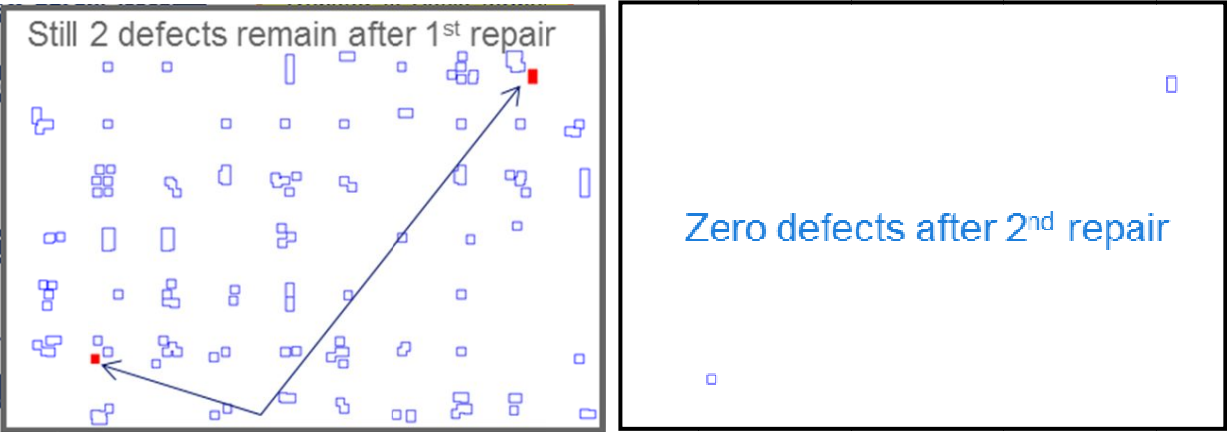 Still 2 defects remain after 1st repair
Zero defects after 2nd repair